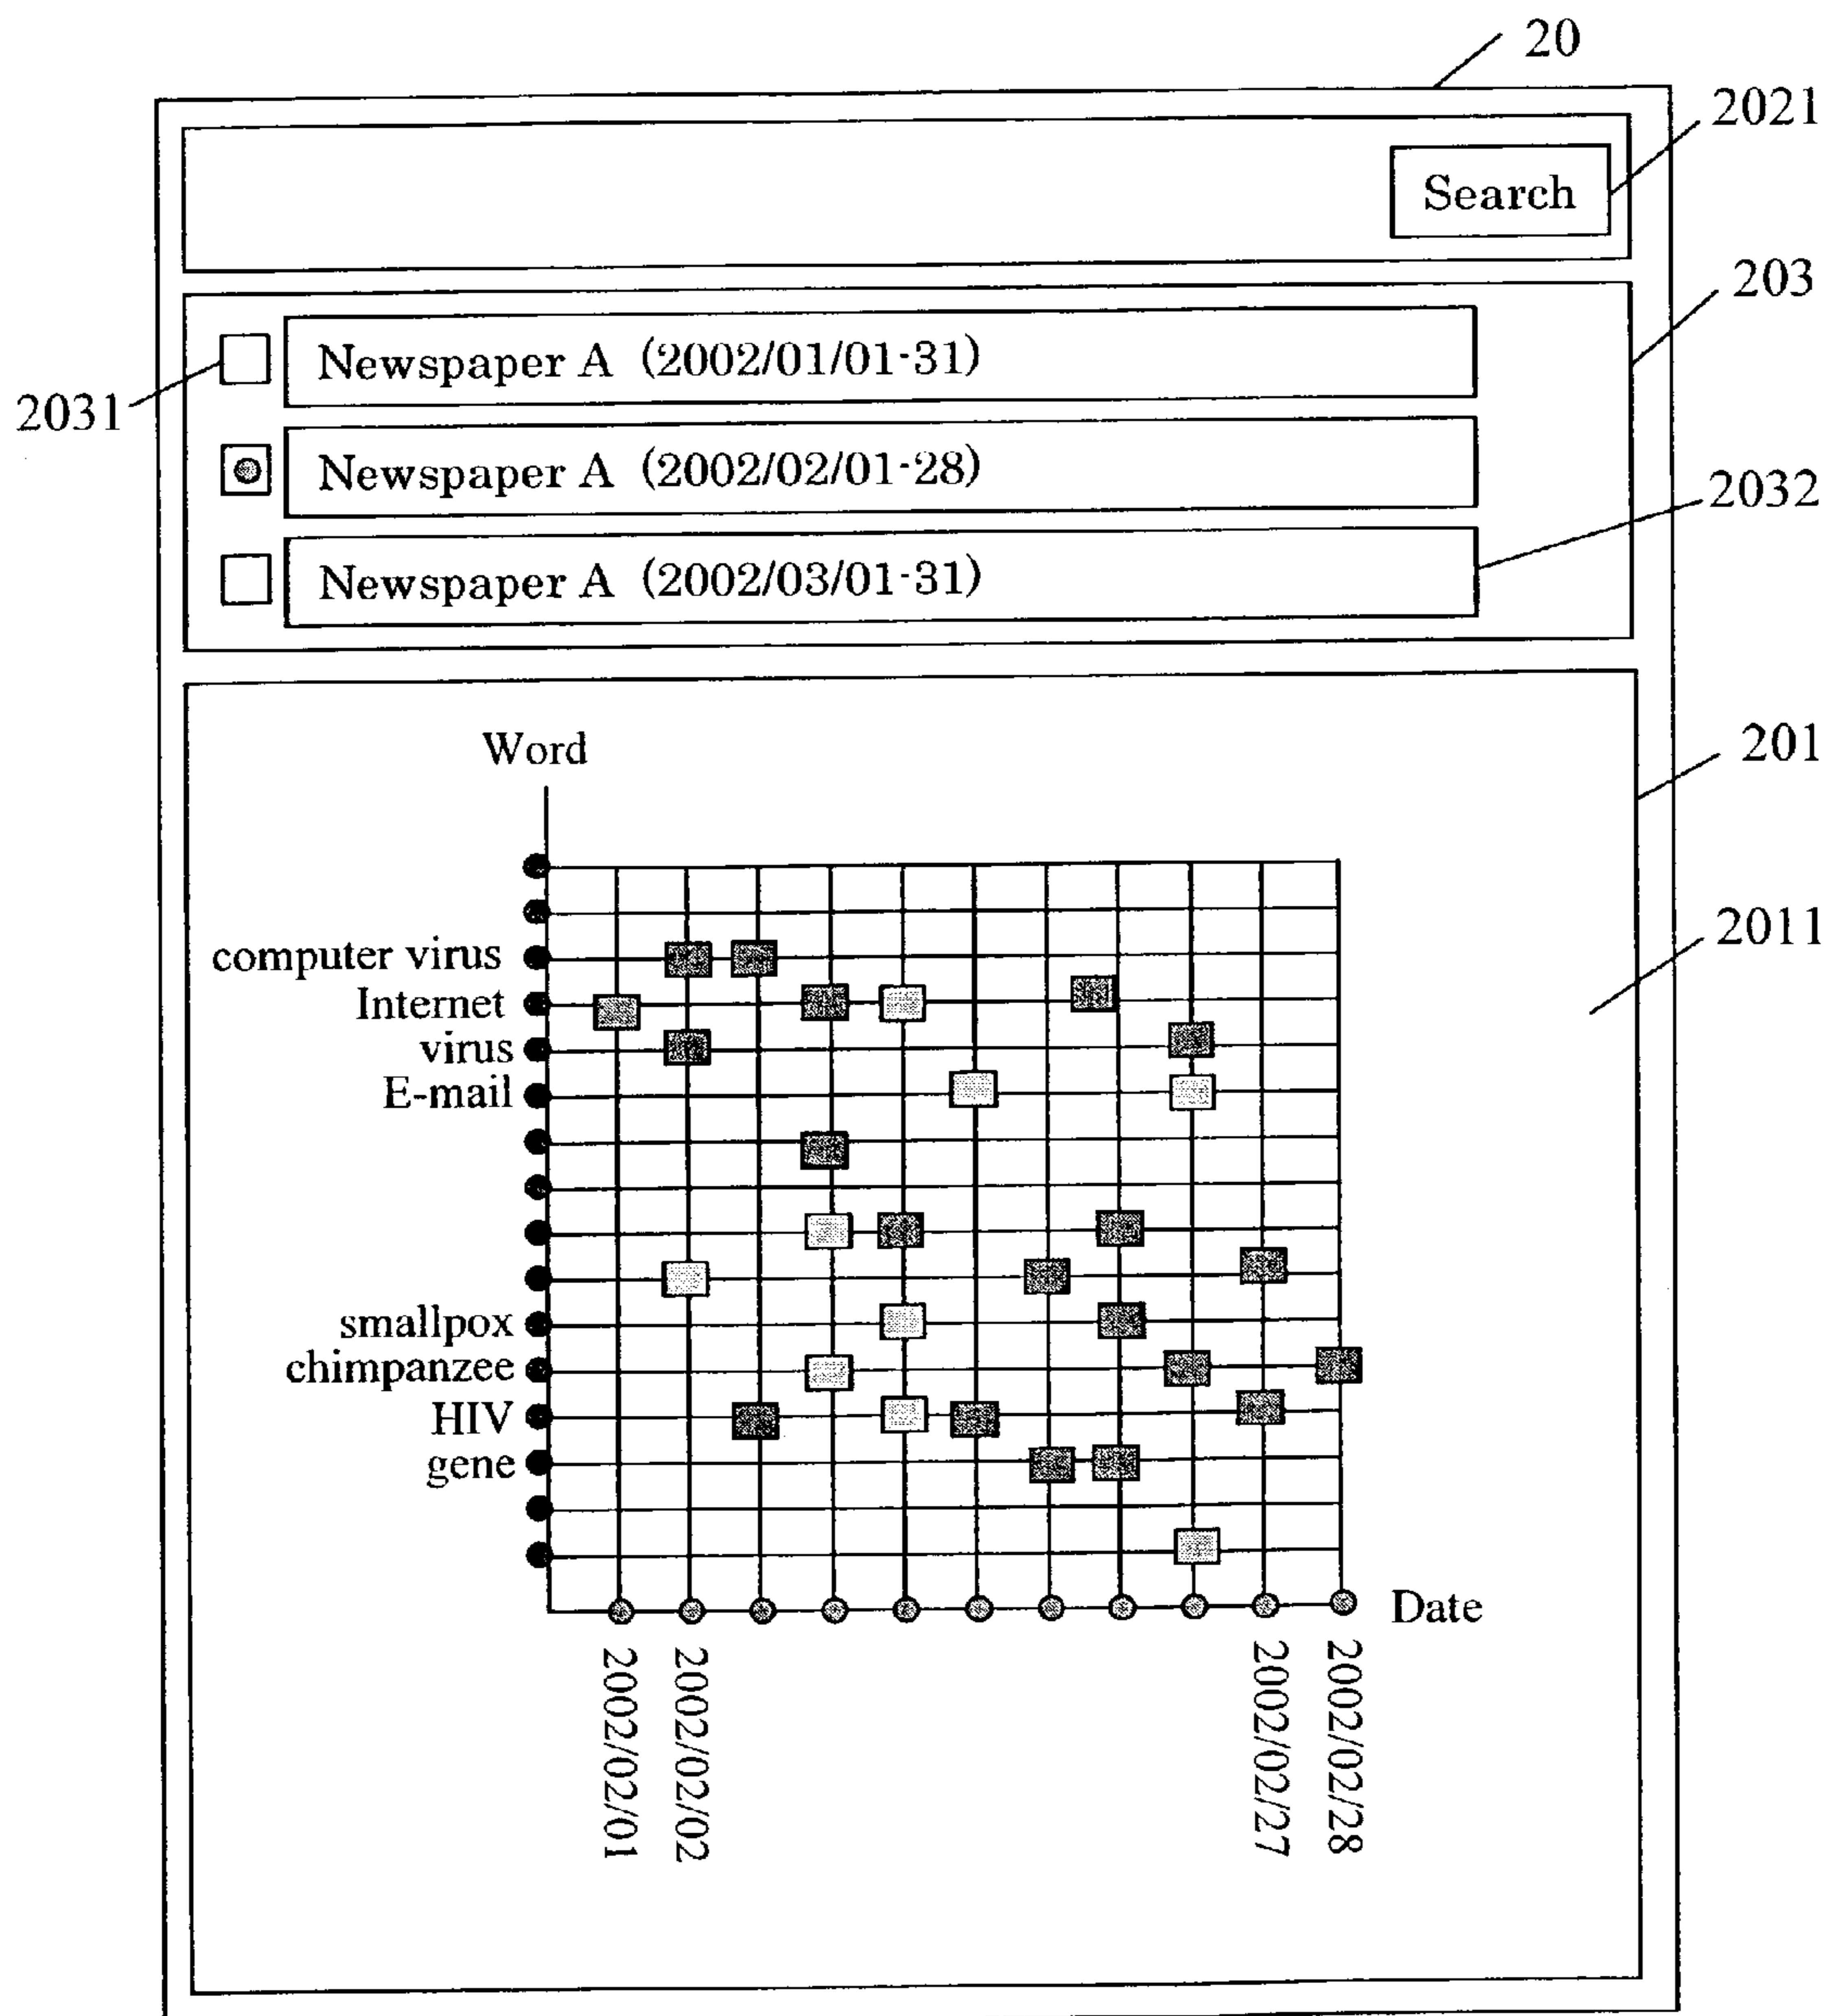 20
2021
Search
203
Newspaper A (2002/01/01-31)
2031
Newspaper A (2002/02/01-28)
2032
Newspaper A (2002/03/01-31)
201
Word
2011
computer virus
Internet
virus
E-mail
smallpox
chimpanzee
HIV
gene
Date
2002/02/01
2002/02/02
2002/02/27
2002/02/28